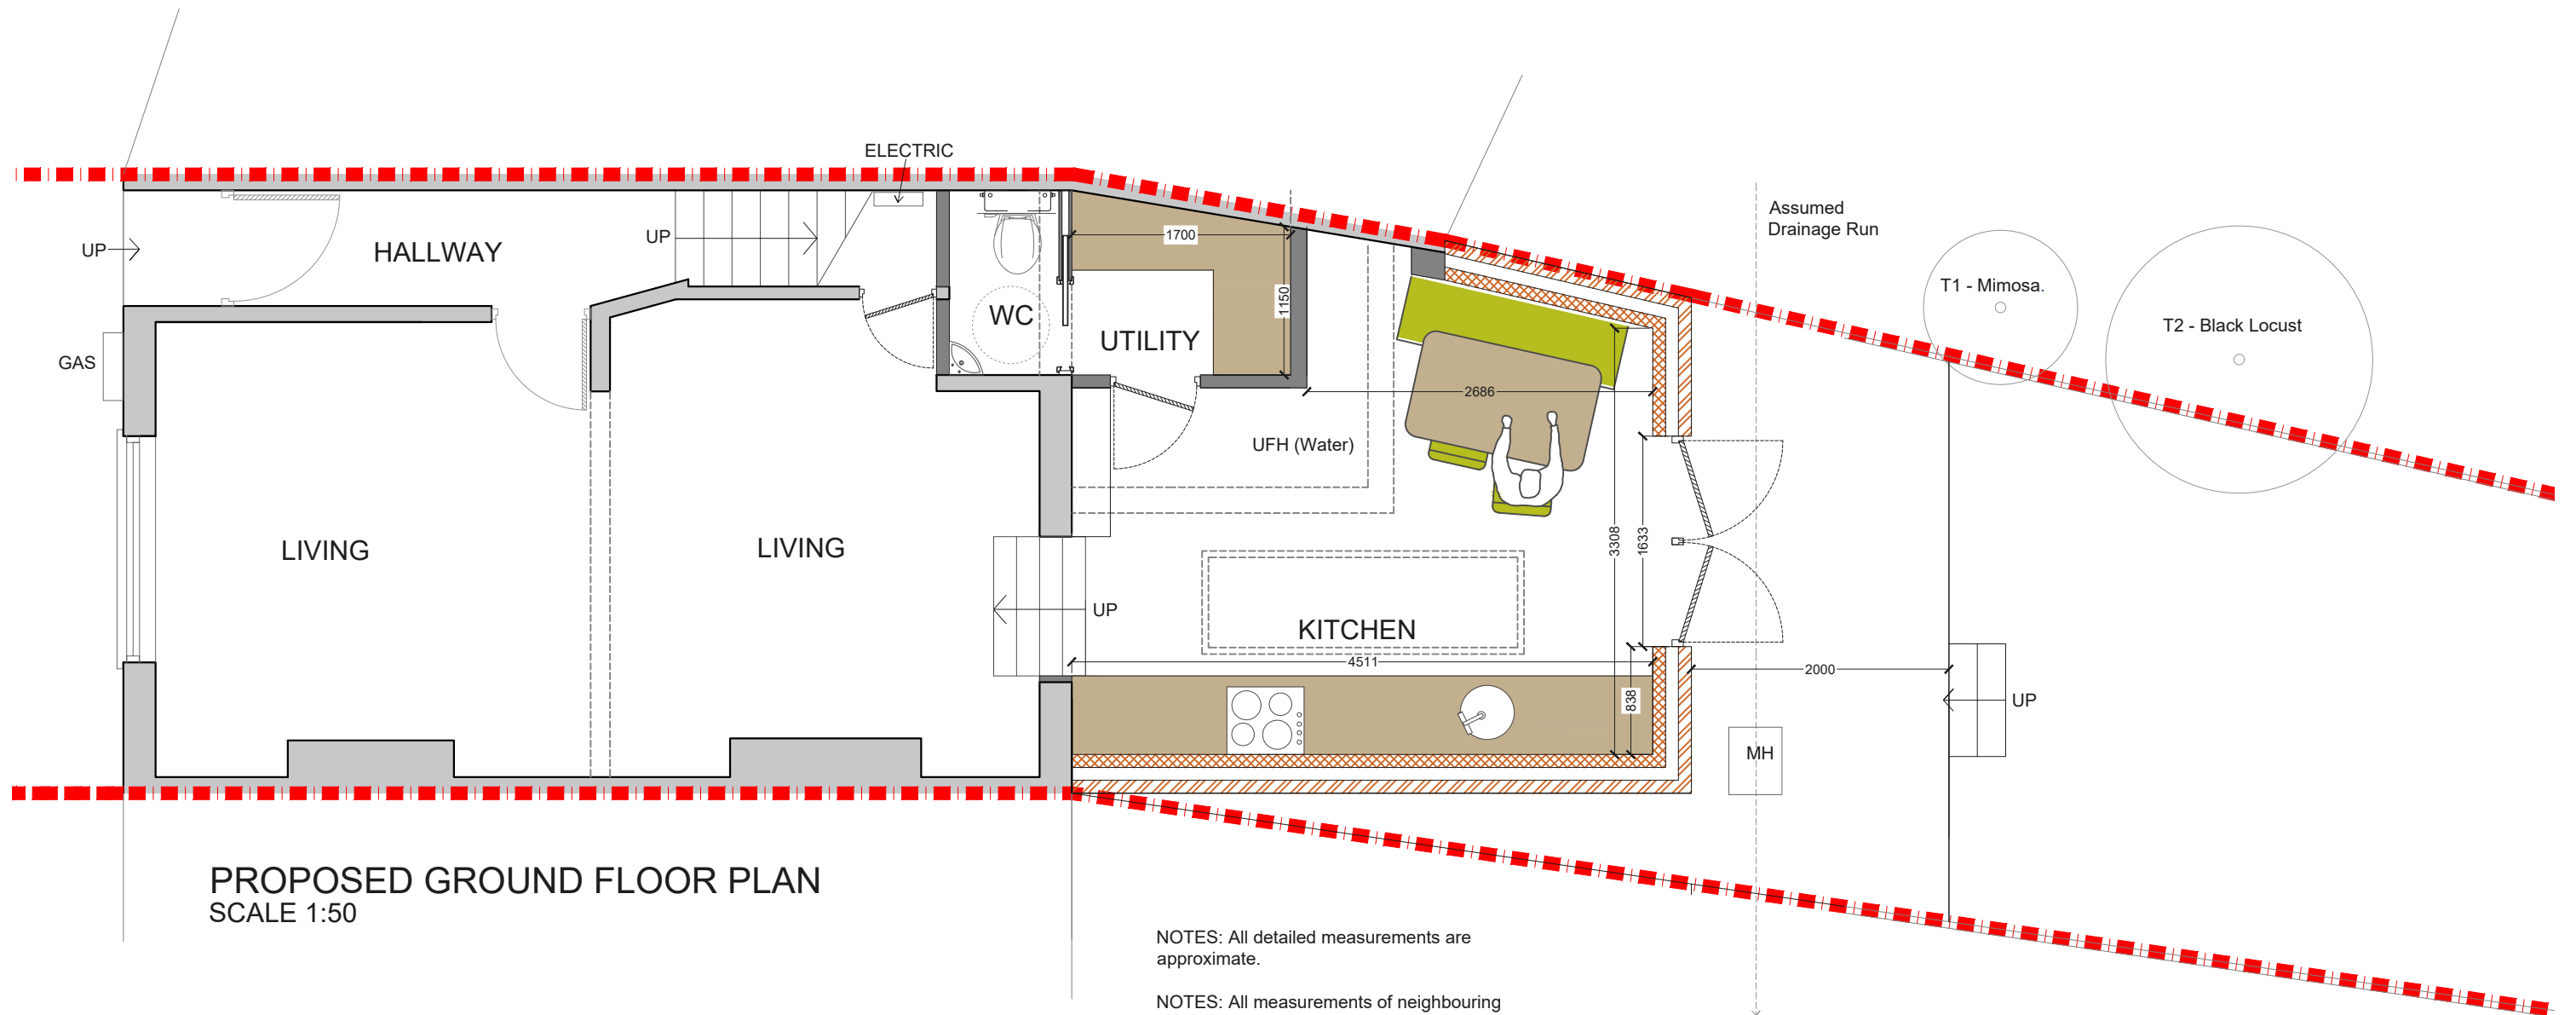 ELECTRIC
Assumed
Drainage Run
UP
HALLWAY
UP
1700
T1 - Mimosa.
1150
WC
T2 - Black Locust
UTILITY
GAS
2686
UFH (Water)
LIVING
LIVING
3308
1633
UP
KITCHEN
4511
2000
838
UP
MH
PROPOSED GROUND FLOOR PLAN
SCALE 1:50
NOTES: All detailed measurements are
approximate.
NOTES: All measurements of neighbouring